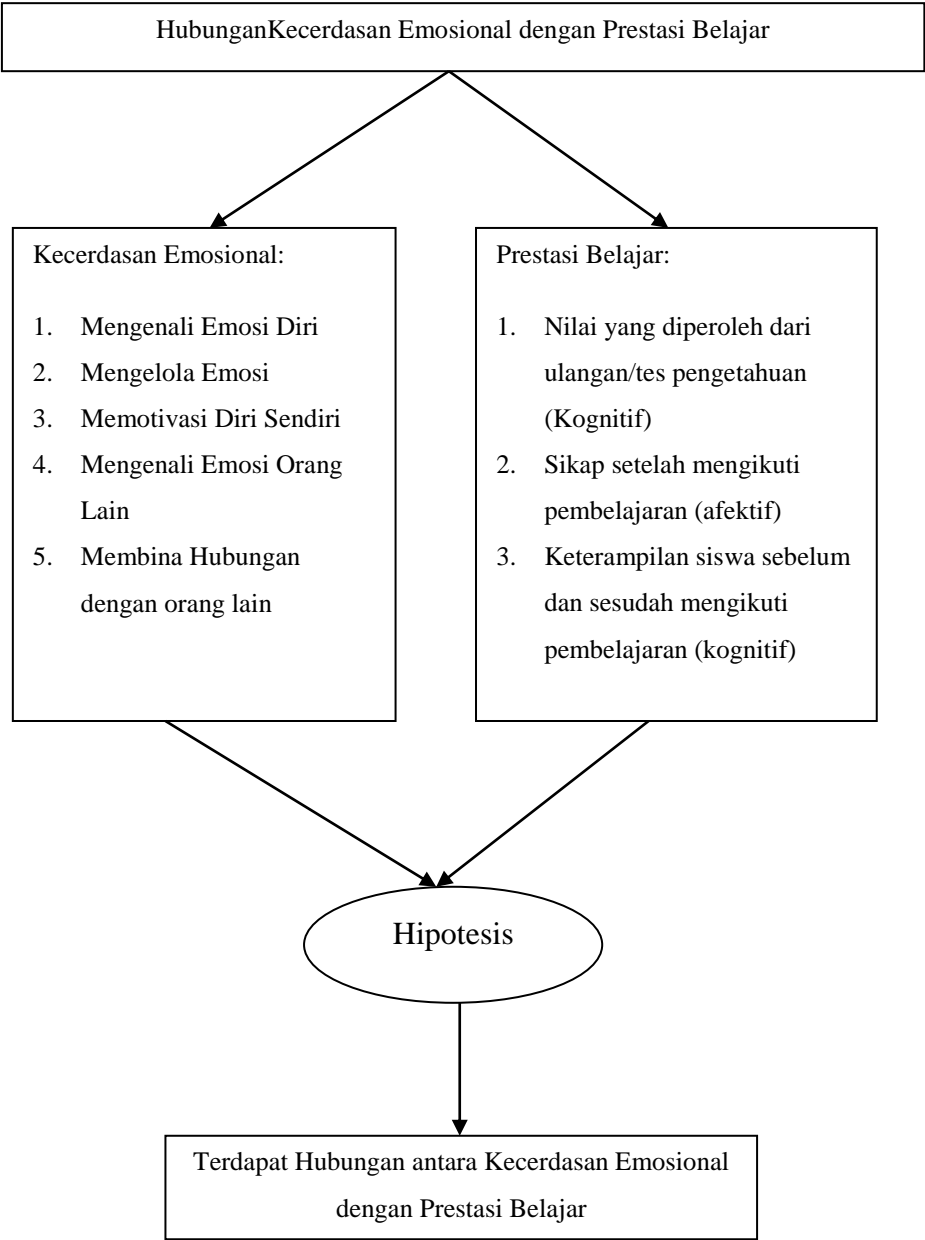 HubunganKecerdasan Emosional dengan Prestasi Belajar
Kecerdasan Emosional:
1. Mengenali Emosi Diri
2. Mengelola Emosi
3. Memotivasi Diri Sendiri
4. Mengenali Emosi Orang
Lain
5. Membina Hubungan
dengan orang lain
Prestasi Belajar:
1. Nilai yang diperoleh dari
ulangan/tes pengetahuan
(Kognitif)
2. Sikap setelah mengikuti
pembelajaran (afektif)
3. Keterampilan siswa sebelum
dan sesudah mengikuti
pembelajaran (kognitif)
Hipotesis
Terdapat Hubungan antara Kecerdasan Emosional
dengan Prestasi Belajar